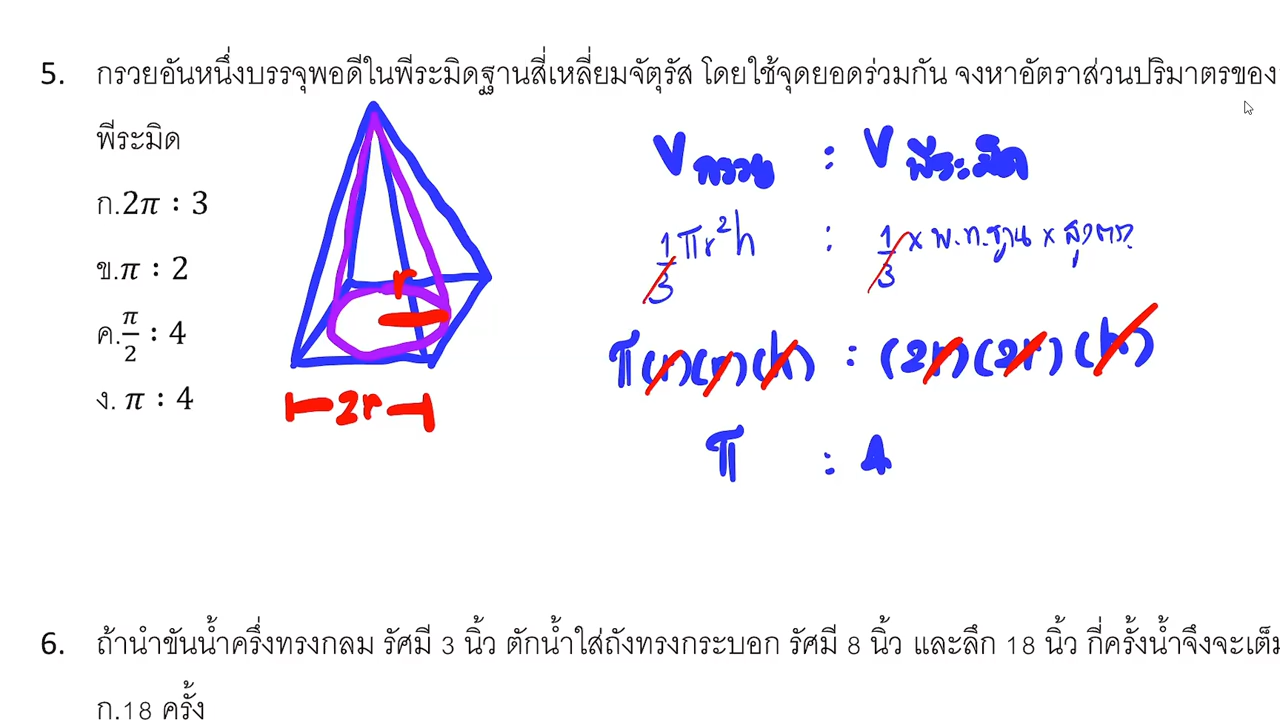 5. กรวยอันหนึ่งบรรจุพอดีในพีระมิดฐานสี่เหลี่ยมจัตุรัส โดยใช้จุดยอดร่วมกัน จงหาอัตราส่วนปริมาตรของ
พีระมิด
ก.2π : 3
ข.π : 2
ค.π/2 : 4
ง. π : 4
r
2r
V กรวย : V พีระมิด
1/3 πr²h : 1/3 × พ.ท.ฐาน × สูงตรง
π(r)(r)(h) : (2r)(2r)(h)
π : 4
6. ถ้านำขันน้ำครึ่งทรงกลม รัศมี 3 นิ้ว ตักน้ำใส่ถังทรงกระบอก รัศมี 8 นิ้ว และลึก 18 นิ้ว กี่ครั้งน้ำจึงจะเต็ม
ก.18 ครั้ง